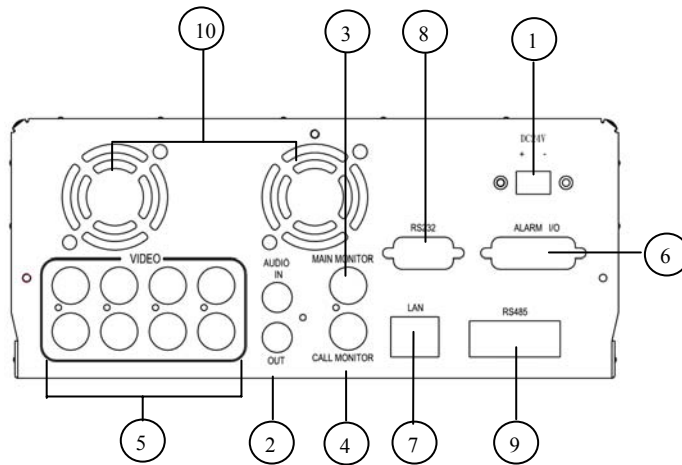 10
3
8
1
DC24V
+ -
RS232
ALARM I/O
6
VIDEO
AUDIO
IN
MAIN MONITOR
LAN
RS485
OUT
CALL MONITOR
5
2
4
7
9